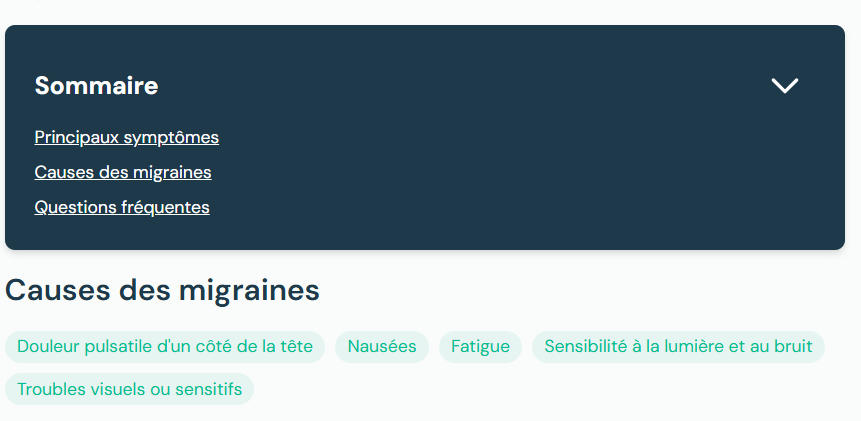 Sommaire
Principaux symptômes
Causes des migraines
Questions fréquentes
Causes des migraines
Douleur pulsatile d'un côté de la tête Nausées Fatigue Sensibilité à la lumière et au bruit
Troubles visuels ou sensitifs